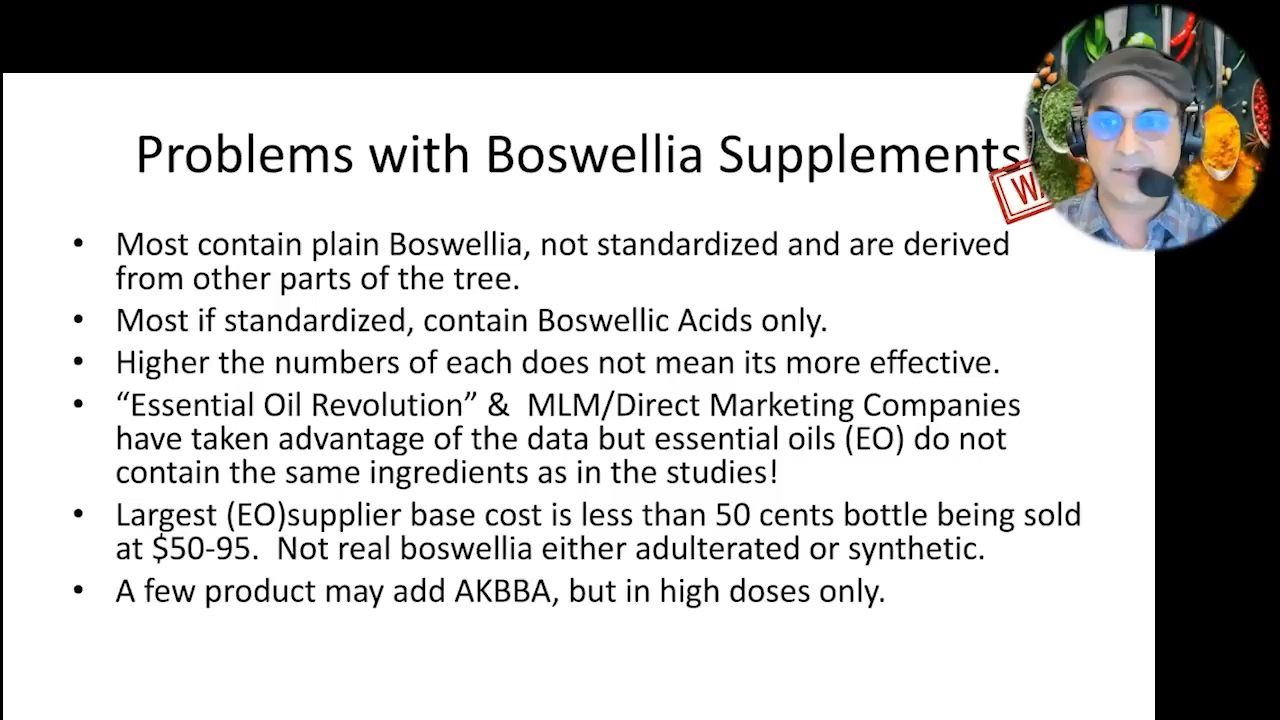 Problems with Boswellia Supplements
• Most contain plain Boswellia, not standardized and are derived
from other parts of the tree.
• Most if standardized, contain Boswellic Acids only.
• Higher the numbers of each does not mean its more effective.
• “Essential Oil Revolution” & MLM/Direct Marketing Companies
have taken advantage of the data but essential oils (EO) do not
contain the same ingredients as in the studies!
• Largest (EO)supplier base cost is less than 50 cents bottle being sold
at $50-95. Not real boswellia either adulterated or synthetic.
• A few product may add AKBBA, but in high doses only.